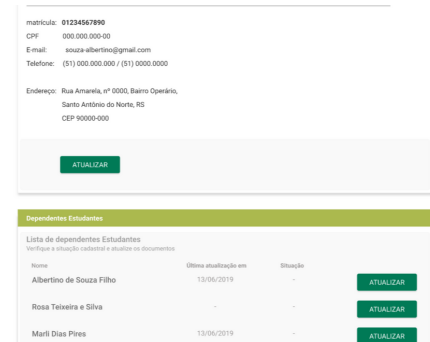 matrícula: 01234567890
CPF 000.000.000-00
E-mail: souza-albertino@gmail.com
Telefone: (51) 000.000.000 / (51) 0000.0000
Endereço: Rua Amarela, nº 0000, Bairro Operário,
Santo Antônio do Norte, RS
CEP 90000-000
ATUALIZAR
Dependentes Estudantes
Lista de dependentes Estudantes
Verifique a situação cadastral e atualize os documentos
Nome Última atualização em Situação
Albertino de Souza Filho 13/06/2019 - ATUALIZAR
Rosa Teixeira e Silva - - ATUALIZAR
Marli Dias Pires 13/06/2019 - ATUALIZAR